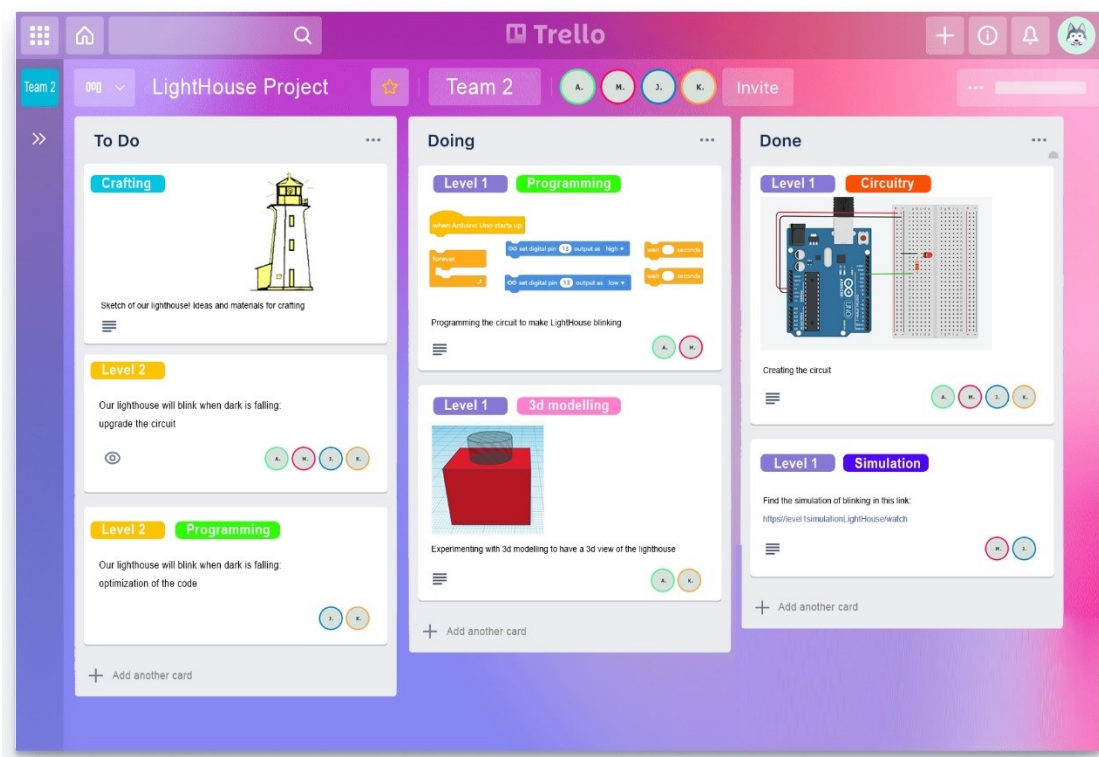 Trello
Team 2
LightHouse Project
Team 2
A.
M.
J.
K.
Invite
To Do
Crafting
Sketch of our lighthouse! Ideas and materials for crafting
Level 2
Our lighthouse will blink when dark is falling:
upgrade the circuit
A.
M.
J.
K.
Level 2 Programming
Our lighthouse will blink when dark is falling:
optimization of the code
J.
K.
Add another card
Doing
Level 1 Programming
when Arduino Uno starts up
forever
set digital pin 13 output as high
wait seconds
set digital pin 13 output as low
wait seconds
Programming the circuit to make LightHouse blinking
A.
M.
Level 1 3d modelling
Experimenting with 3d modelling to have a 3d view of the lighthouse
A.
K.
Add another card
Done
Level 1 Circuitry
ARDUINO
Creating the circuit
A.
M.
J.
K.
Level 1 Simulation
Find the simulation of blinking in this link:
https//level1simulationLightHouse/watch
M.
J.
Add another card